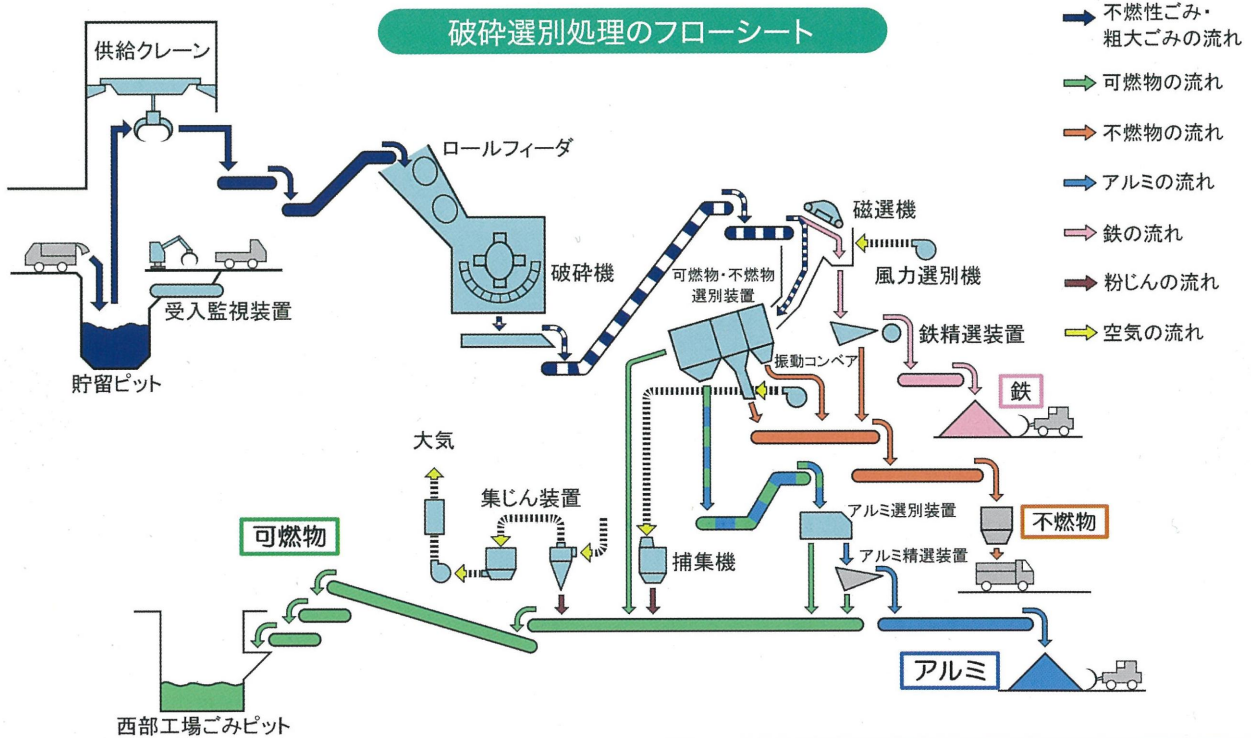 破砕選別処理のフローシート
不燃性ごみ・
粗大ごみの流れ
可燃物の流れ
不燃物の流れ
アルミの流れ
鉄の流れ
粉じんの流れ
空気の流れ
供給クレーン
ロールフィーダ
破砕機
受入監視装置
貯留ピット
磁選機
風力選別機
可燃物・不燃物
選別装置
鉄精選装置
振動コンベア
鉄
大気
集じん装置
捕集機
アルミ選別装置
アルミ精選装置
不燃物
可燃物
アルミ
西部工場ごみピット